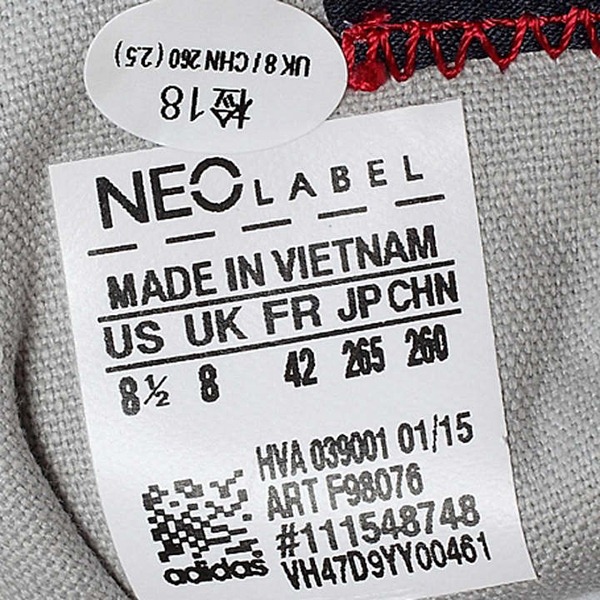 UK 8 / CHN 260 (2.5)
检18
NEO LABEL
MADE IN VIETNAM
US UK FR JP CHN
8½ 8 42 265 260
HVA 039001 01/15
ART F98076
#111548748
VH47D9YY00461
adidas